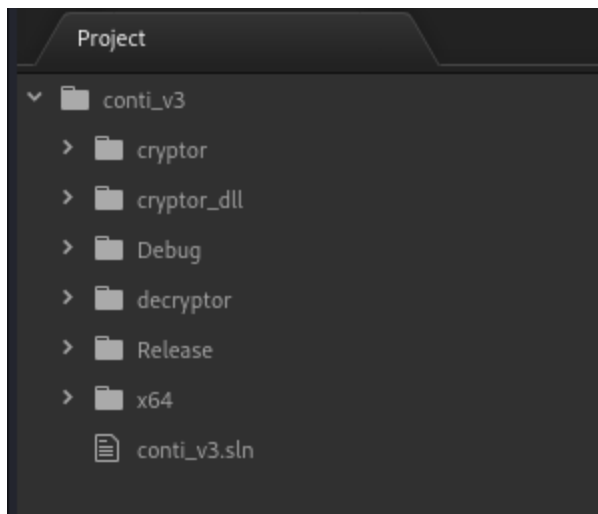 Project
conti_v3
cryptor
cryptor_dll
Debug
decryptor
Release
x64
conti_v3.sln